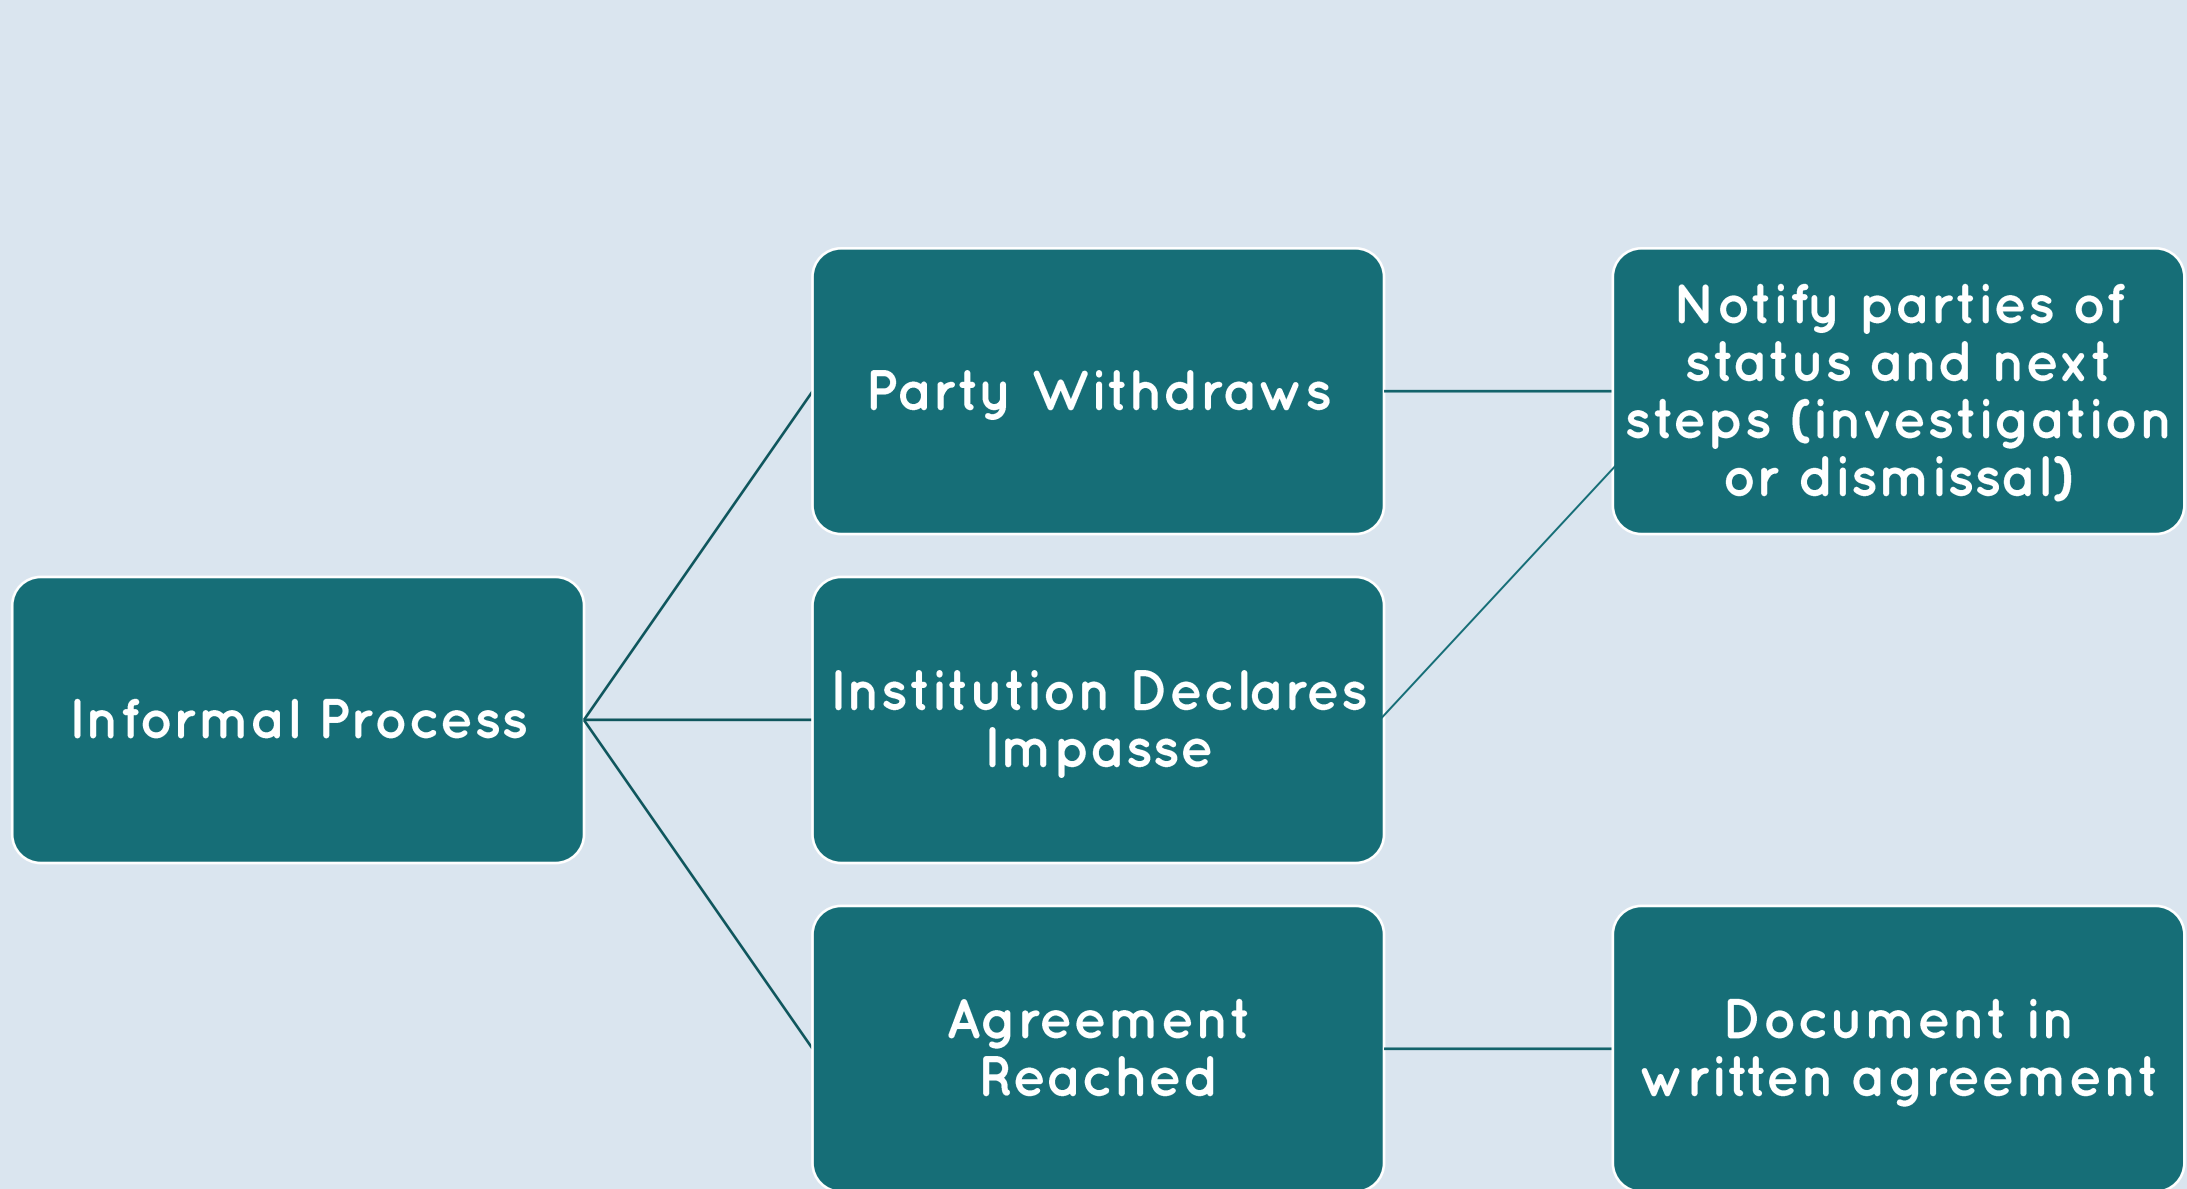 Informal Process
Party Withdraws
Institution Declares
Impasse
Agreement
Reached
Notify parties of
status and next
steps (investigation
or dismissal)
Document in
written agreement